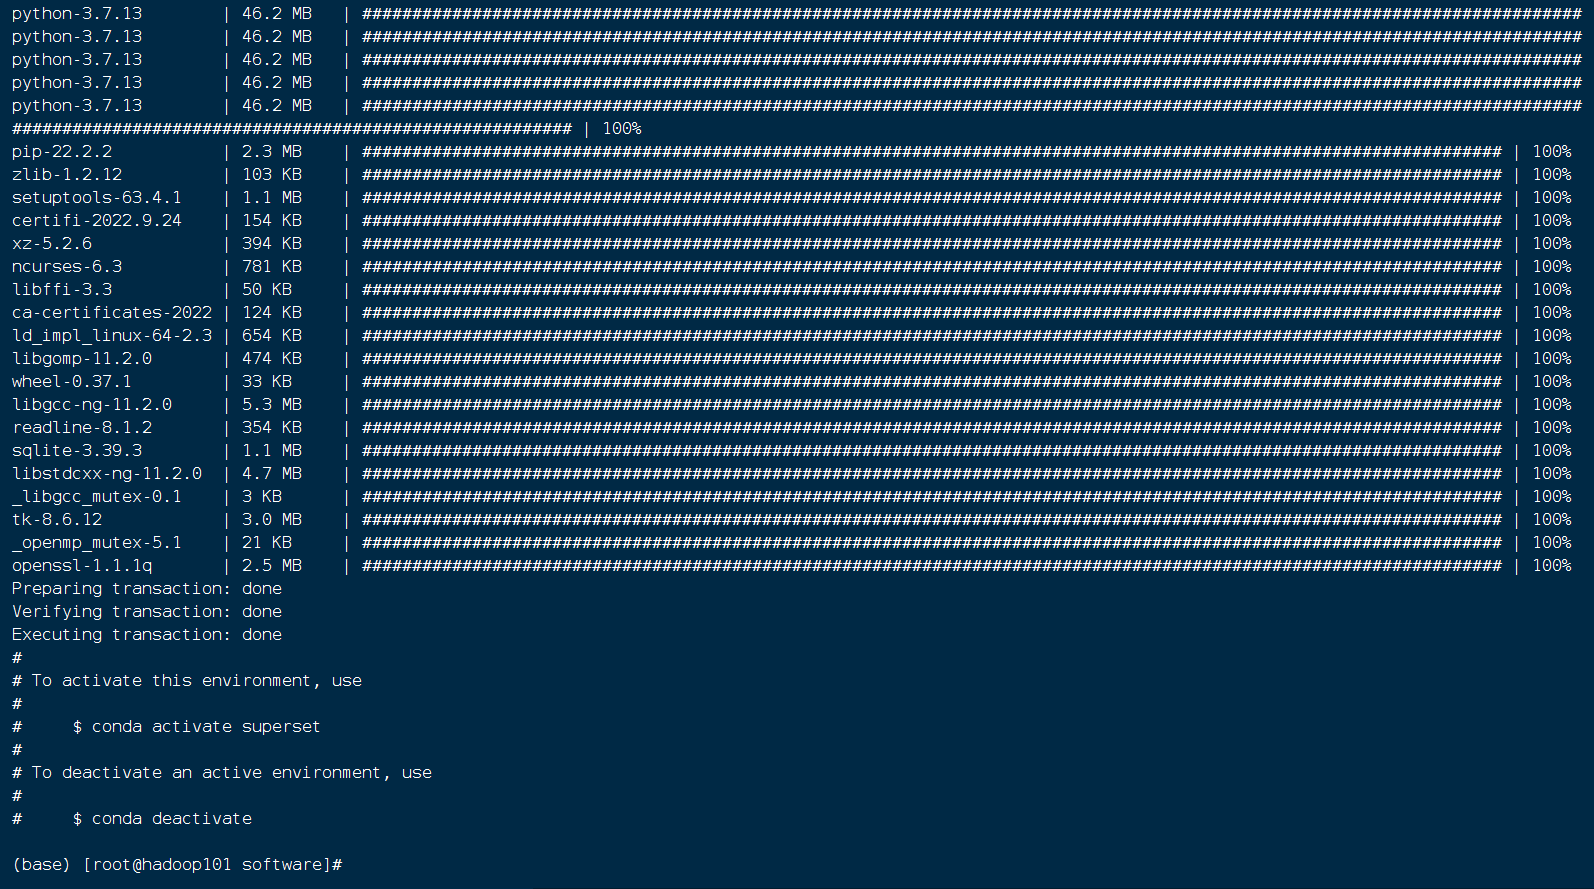 python-3.7.13        | 46.2 MB   | ##########################################################################################################################
python-3.7.13        | 46.2 MB   | ##########################################################################################################################
python-3.7.13        | 46.2 MB   | ##########################################################################################################################
python-3.7.13        | 46.2 MB   | ##########################################################################################################################
python-3.7.13        | 46.2 MB   | ##########################################################################################################################
######################################################## | 100%
pip-22.2.2           | 2.3 MB    | ################################################################################################################## | 100%
zlib-1.2.12          | 103 KB    | ################################################################################################################## | 100%
setuptools-63.4.1    | 1.1 MB    | ################################################################################################################## | 100%
certifi-2022.9.24    | 154 KB    | ################################################################################################################## | 100%
xz-5.2.6             | 394 KB    | ################################################################################################################## | 100%
ncurses-6.3          | 781 KB    | ################################################################################################################## | 100%
libffi-3.3           | 50 KB     | ################################################################################################################## | 100%
ca-certificates-2022 | 124 KB    | ################################################################################################################## | 100%
ld_impl_linux-64-2.3 | 654 KB    | ################################################################################################################## | 100%
libgomp-11.2.0       | 474 KB    | ################################################################################################################## | 100%
wheel-0.37.1         | 33 KB     | ################################################################################################################## | 100%
libgcc-ng-11.2.0     | 5.3 MB    | ################################################################################################################## | 100%
readline-8.1.2       | 354 KB    | ################################################################################################################## | 100%
sqlite-3.39.3        | 1.1 MB    | ################################################################################################################## | 100%
libstdcxx-ng-11.2.0  | 4.7 MB    | ################################################################################################################## | 100%
_libgcc_mutex-0.1    | 3 KB      | ################################################################################################################## | 100%
tk-8.6.12            | 3.0 MB    | ################################################################################################################## | 100%
_openmp_mutex-5.1    | 21 KB     | ################################################################################################################## | 100%
openssl-1.1.1q       | 2.5 MB    | ################################################################################################################## | 100%
Preparing transaction: done
Verifying transaction: done
Executing transaction: done
#
# To activate this environment, use
#
#     $ conda activate superset
#
# To deactivate an active environment, use
#
#     $ conda deactivate
(base) [root@hadoop101 software]#